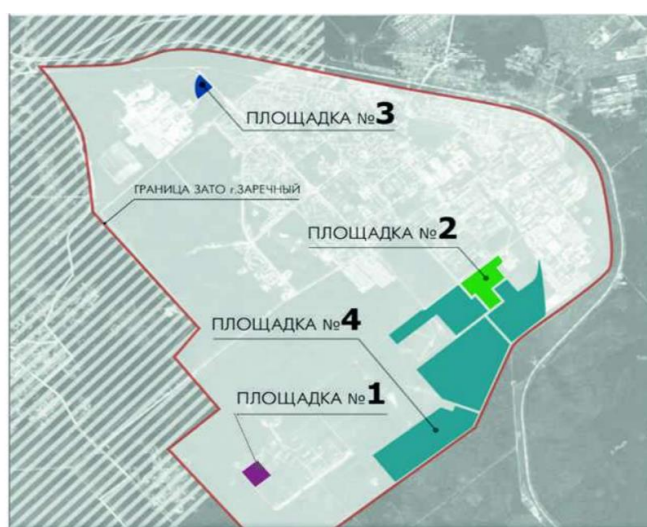 ПЛОЩАДКА №3
ГРАНИЦА ЗАТО г.ЗАРЕЧНЫЙ
ПЛОЩАДКА №2
ПЛОЩАДКА №4
ПЛОЩАДКА №1